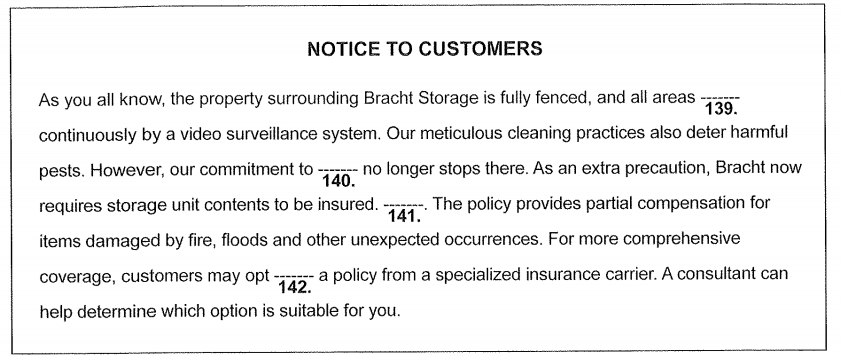 NOTICE TO CUSTOMERS
As you all know, the property surrounding Bracht Storage is fully fenced, and all areas -------
139.
continuously by a video surveillance system. Our meticulous cleaning practices also deter harmful
pests. However, our commitment to ------- no longer stops there. As an extra precaution, Bracht now
140.
requires storage unit contents to be insured. -------. The policy provides partial compensation for
141.
items damaged by fire, floods and other unexpected occurrences. For more comprehensive
coverage, customers may opt ------- a policy from a specialized insurance carrier. A consultant can
142.
help determine which option is suitable for you.